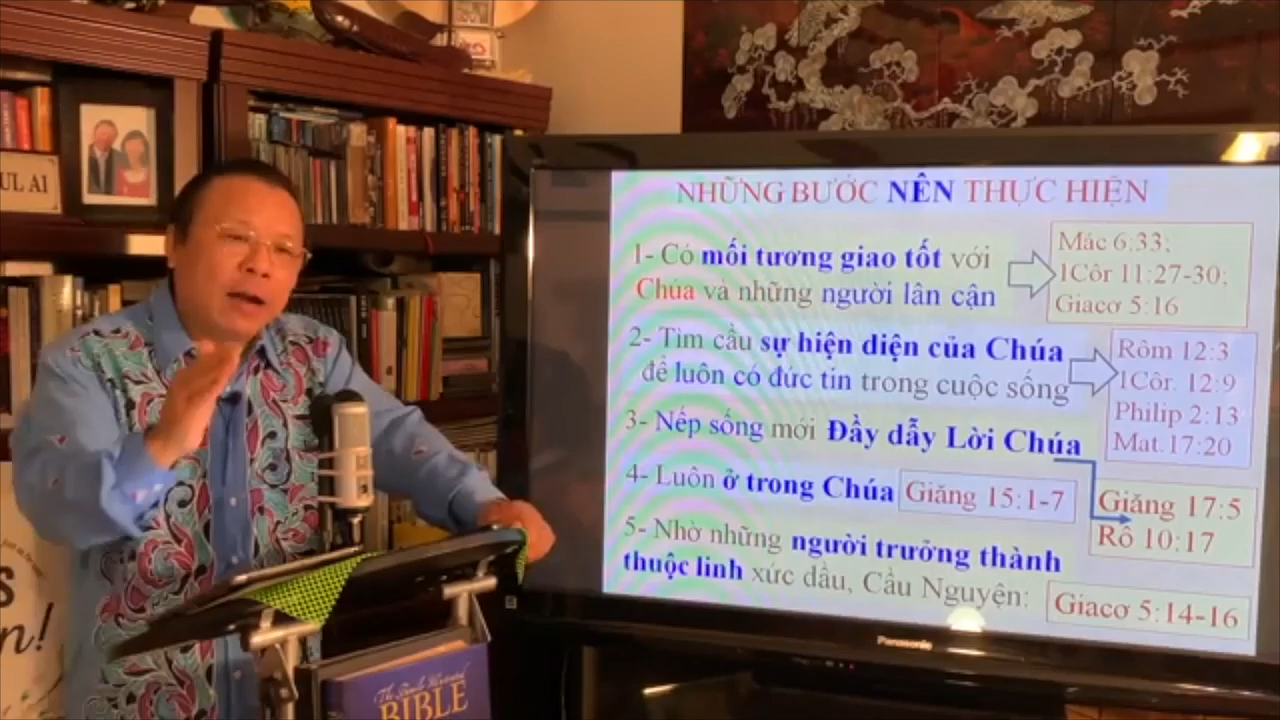 NHỮNG BƯỚC NÊN THỰC HIỆN
1- Có mối tương giao tốt với
Chúa và những người lân cận
Mác 6:33;
1Côr 11:27-30;
Giacơ 5:16
2- Tìm cầu sự hiện diện của Chúa
để luôn có đức tin trong cuộc sống
Rôm 12:3
1Côr. 12:9
Philip 2:13
Mat.17:20
3- Nếp sống mới Đầy dẫy Lời Chúa
Giăng 17:5
Rô 10:17
4- Luôn ở trong Chúa
Giăng 15:1-7
5- Nhờ những người trưởng thành
thuộc linh xức dầu, Cầu Nguyện:
Giacơ 5:14-16
Panasonic
UL AI
BIBLE